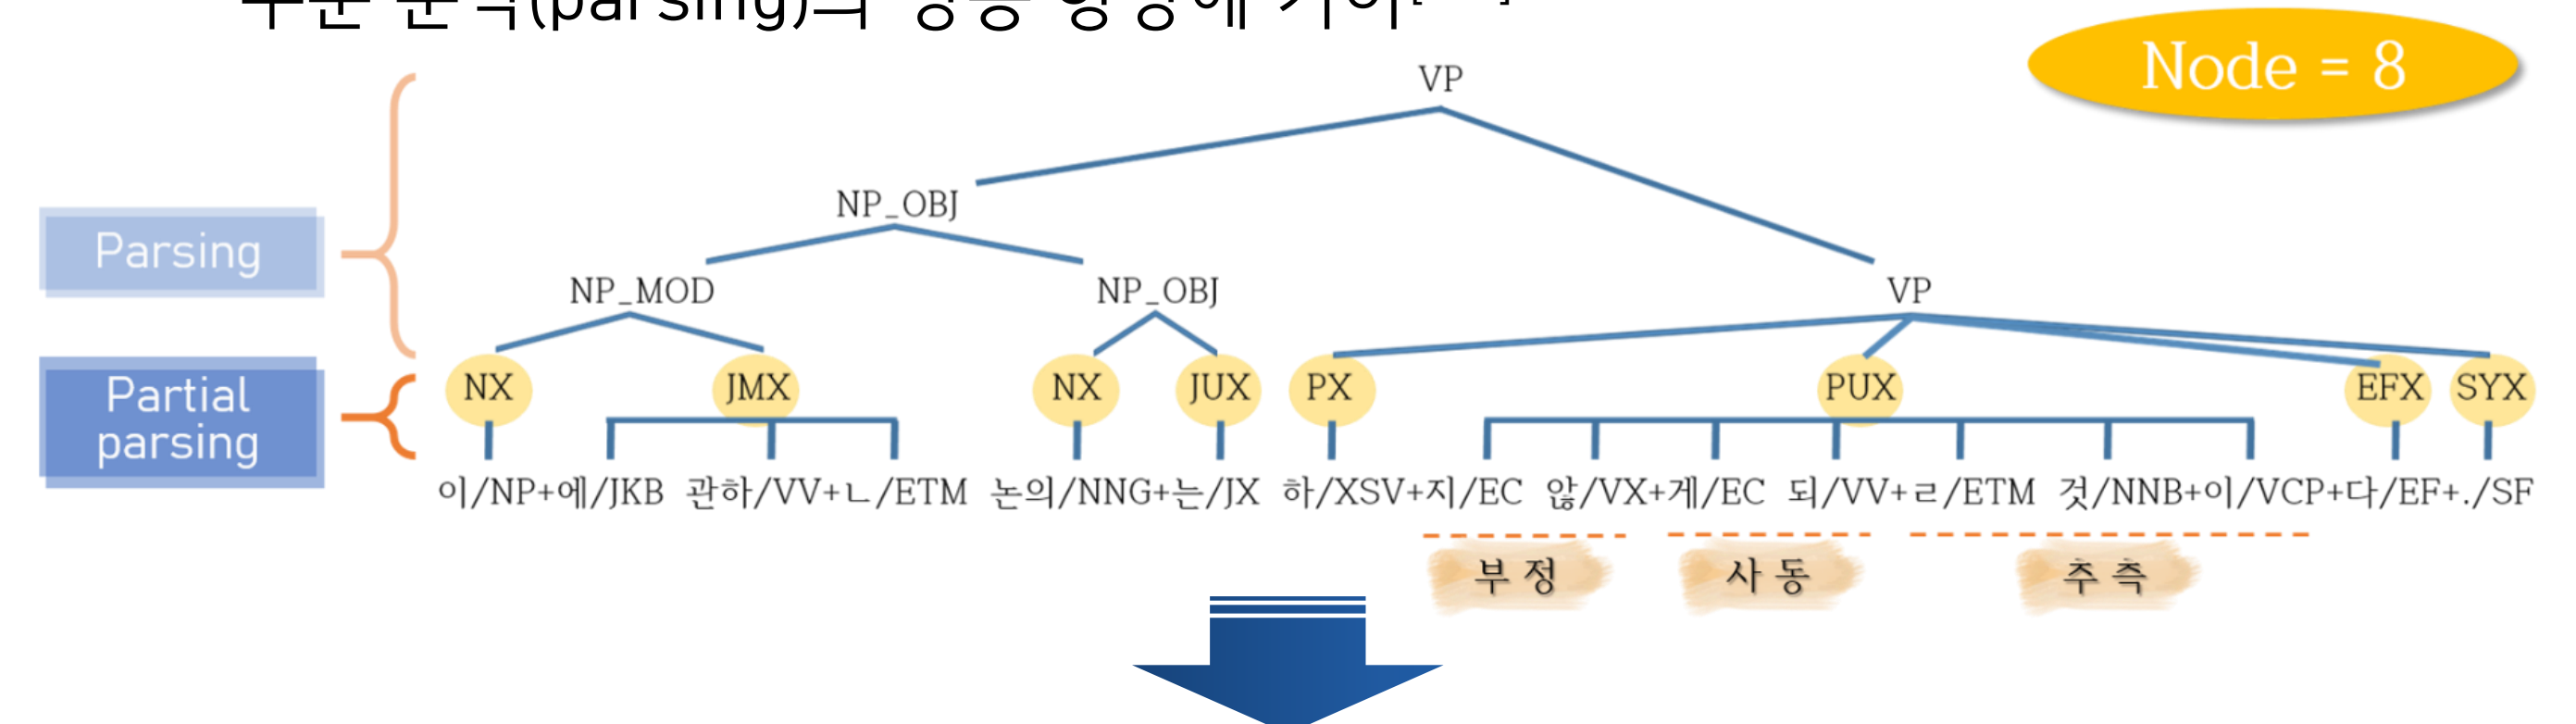 Node = 8
VP
NP_OBJ
Parsing
NP_MOD NP_OBJ VP
Partial
parsing
NX JMX NX JUX PX PUX EFX SYX
이/NP+에/JKB 관하/VV+ㄴ/ETM 논의/NNG+는/JX 하/XSV+지/EC 않/VX+게/EC 되/VV+ㄹ/ETM 것/NNB+이/VCP+다/EF+./SF
부정 사동 추측